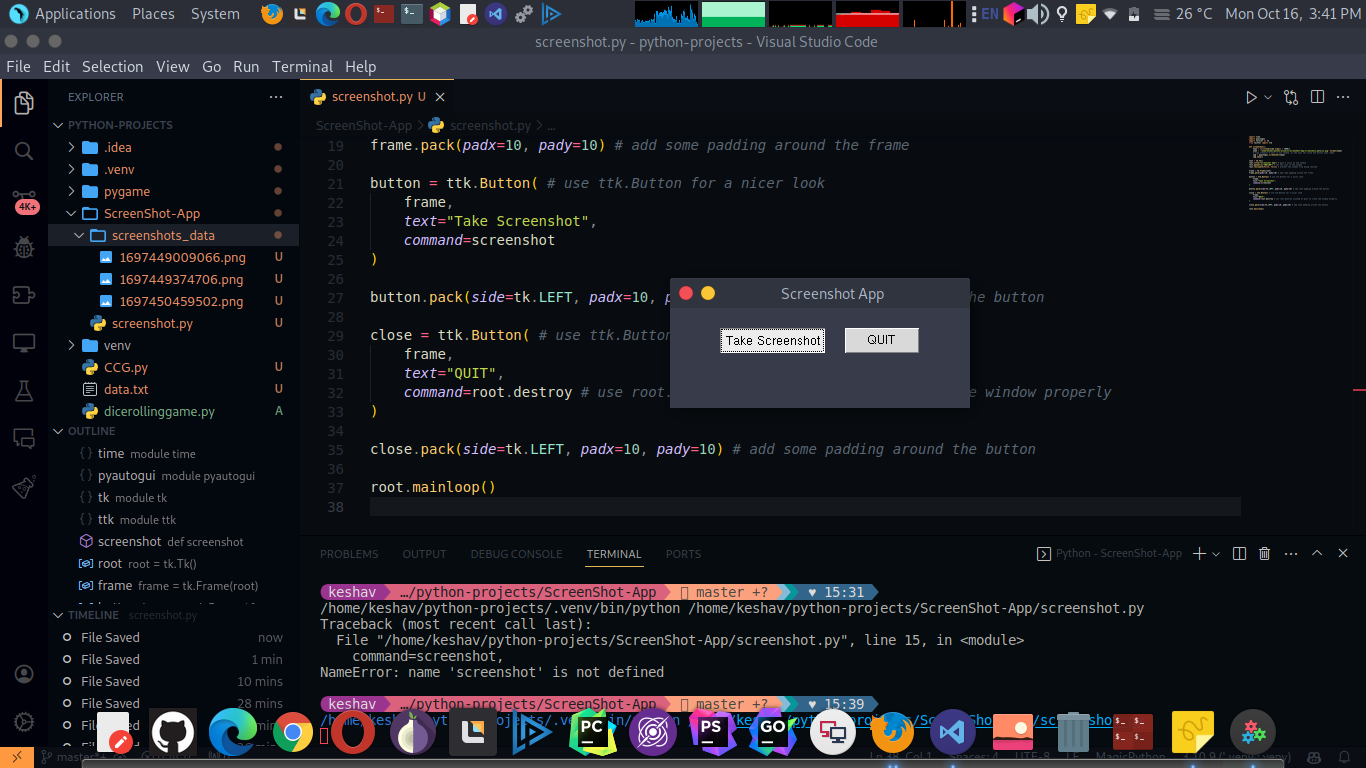 Applications Places System EN 26 °C Mon Oct 16, 3:41 PM
screenshot.py - python-projects - Visual Studio Code
File Edit Selection View Go Run Terminal Help
EXPLORER
PYTHON-PROJECTS
.idea
.venv
pygame
ScreenShot-App
screenshots_data
1697449009066.png U
1697449374706.png U
1697450459502.png U
screenshot.py U
venv
CCG.py U
data.txt U
dicerollinggame.py A
4K+
OUTLINE
time module time
pyautogui module pyautogui
tk module tk
ttk module ttk
screenshot def screenshot
root root = tk.Tk()
frame frame = tk.Frame(root)
TIMELINE screenshot.py
File Saved now
File Saved 1 min
File Saved 10 mins
File Saved 28 mins
screenshot.py U
ScreenShot-App > screenshot.py > ...
19 frame.pack(padx=10, pady=10) # add some padding around the frame
20
21 button = ttk.Button( # use ttk.Button for a nicer look
22 frame,
23 text="Take Screenshot",
24 command=screenshot
25 )
26
27 button.pack(side=tk.LEFT, padx=10, the button
28
29 close = ttk.Button( # use ttk.Button
30 frame,
31 text="QUIT",
32 command=root.destroy # use root. window properly
33 )
34
35 close.pack(side=tk.LEFT, padx=10, pady=10) # add some padding around the button
36
37 root.mainloop()
38
Screenshot App
Take Screenshot QUIT
PROBLEMS OUTPUT DEBUG CONSOLE TERMINAL PORTS Python - ScreenShot-App
keshav …/python-projects/ScreenShot-App master +? ♥ 15:31
/home/keshav/python-projects/.venv/bin/python /home/keshav/python-projects/ScreenShot-App/screenshot.py
Traceback (most recent call last):
File "/home/keshav/python-projects/ScreenShot-App/screenshot.py", line 15, in <module>
command=screenshot,
NameError: name 'screenshot' is not defined
keshav …/python-projects/ScreenShot-App master +? ♥ 15:39
PC PS GO